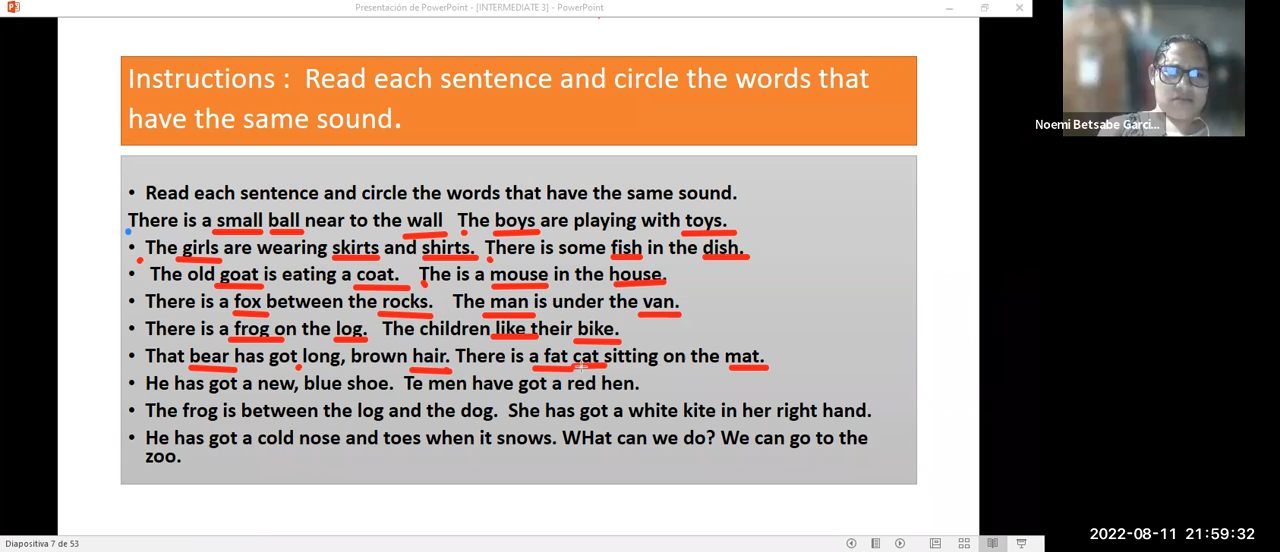 Presentación de PowerPoint - [INTERMEDIATE 3] - PowerPoint
Instructions : Read each sentence and circle the words that
have the same sound.
• Read each sentence and circle the words that have the same sound.
There is a small ball near to the wall The boys are playing with toys.
• The girls are wearing skirts and shirts. There is some fish in the dish.
• The old goat is eating a coat. The is a mouse in the house.
• There is a fox between the rocks. The man is under the van.
• There is a frog on the log. The children like their bike.
• That bear has got long, brown hair. There is a fat cat sitting on the mat.
• He has got a new, blue shoe. Te men have got a red hen.
• The frog is between the log and the dog. She has got a white kite in her right hand.
• He has got a cold nose and toes when it snows. WHat can we do? We can go to the
zoo.
Noemi Betsabe Garci...
Diapositiva 7 de 53
2022-08-11 21:59:32